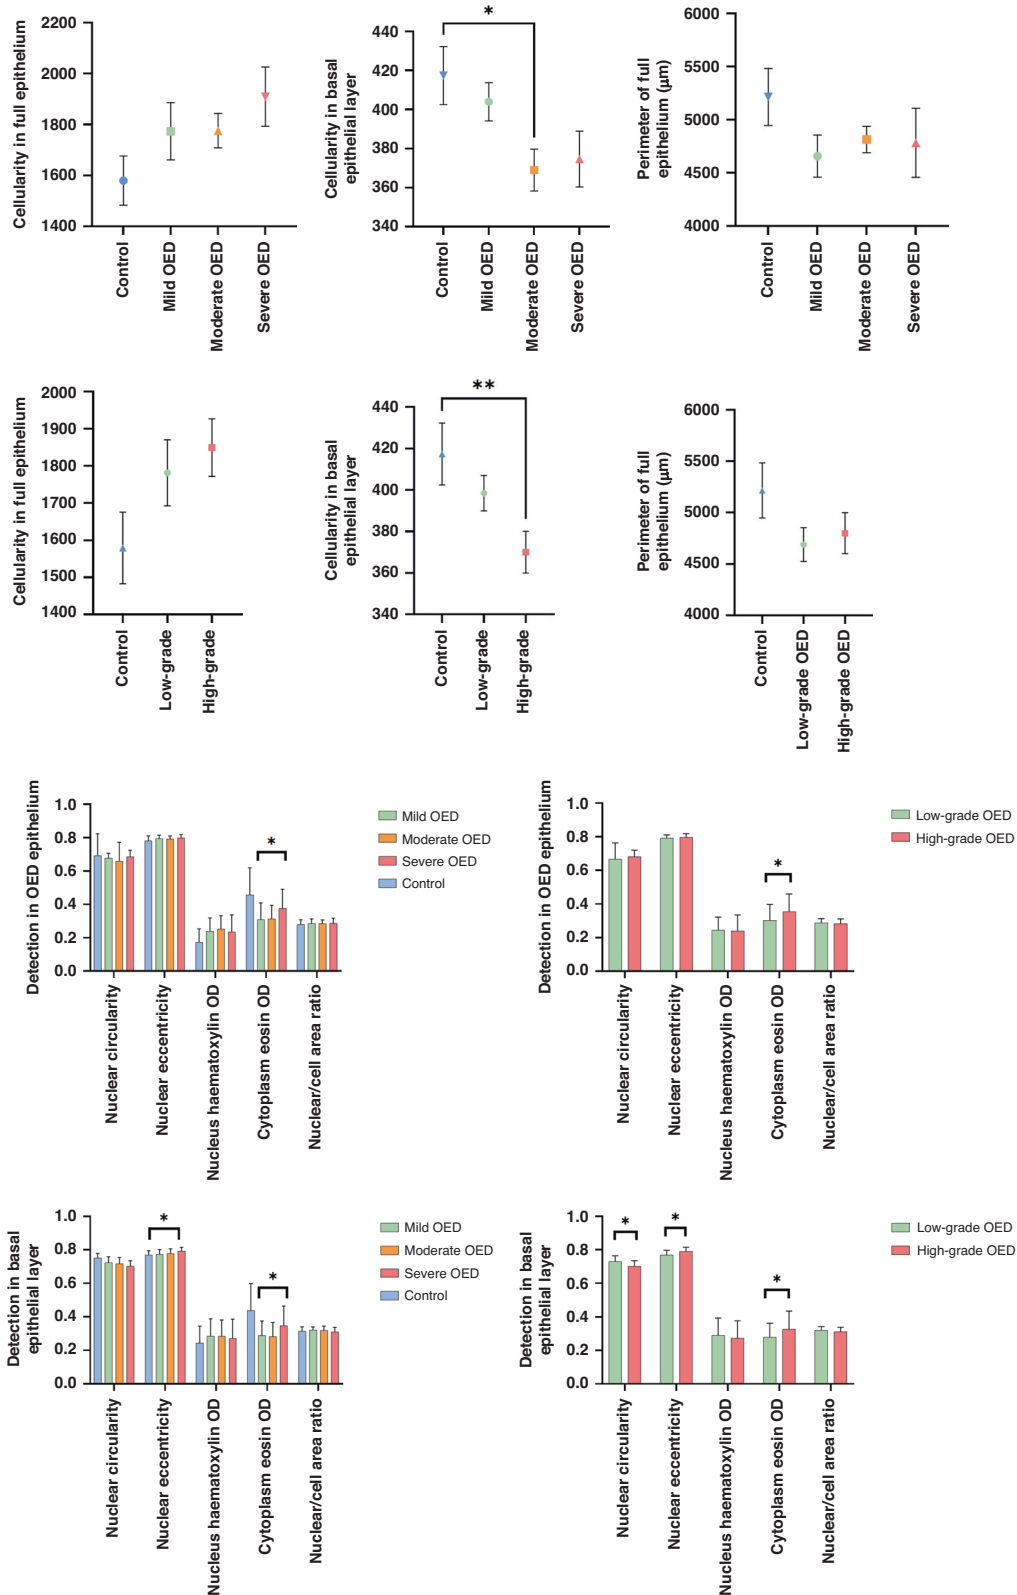 Cellularity in full epithelium
2200
2000
1800
1600
1400
Control
Mild OED
Moderate OED
Severe OED
Cellularity in basal
epithelial layer
440
420
400
380
360
340
*
Control
Mild OED
Moderate OED
Severe OED
Perimeter of full
epithelium (μm)
6000
5500
5000
4500
4000
Control
Mild OED
Moderate OED
Severe OED
Cellularity in full epithelium
2000
1900
1800
1700
1600
1500
1400
Control
Low-grade
High-grade
Cellularity in basal
epithelial layer
440
420
400
380
360
340
**
Control
Low-grade
High-grade
Perimeter of full
epithelium (μm)
6000
5500
5000
4500
4000
Control
Low-grade OED
High-grade OED
Detection in OED epithelium
1.0
0.8
0.6
0.4
0.2
0.0
*
Nuclear circularity
Nuclear eccentricity
Nucleus haematoxylin OD
Cytoplasm eosin OD
Nuclear/cell area ratio
Mild OED
Moderate OED
Severe OED
Control
Detection in OED epithelium
1.0
0.8
0.6
0.4
0.2
0.0
*
Nuclear circularity
Nuclear eccentricity
Nucleus haematoxylin OD
Cytoplasm eosin OD
Nuclear/cell area ratio
Low-grade OED
High-grade OED
Detection in basal
epithelial layer
1.0
0.8
0.6
0.4
0.2
0.0
*
*
Nuclear circularity
Nuclear eccentricity
Nucleus haematoxylin OD
Cytoplasm eosin OD
Nuclear/cell area ratio
Mild OED
Moderate OED
Severe OED
Control
Detection in basal
epithelial layer
1.0
0.8
0.6
0.4
0.2
0.0
*
*
*
Nuclear circularity
Nuclear eccentricity
Nucleus haematoxylin OD
Cytoplasm eosin OD
Nuclear/cell area ratio
Low-grade OED
High-grade OED